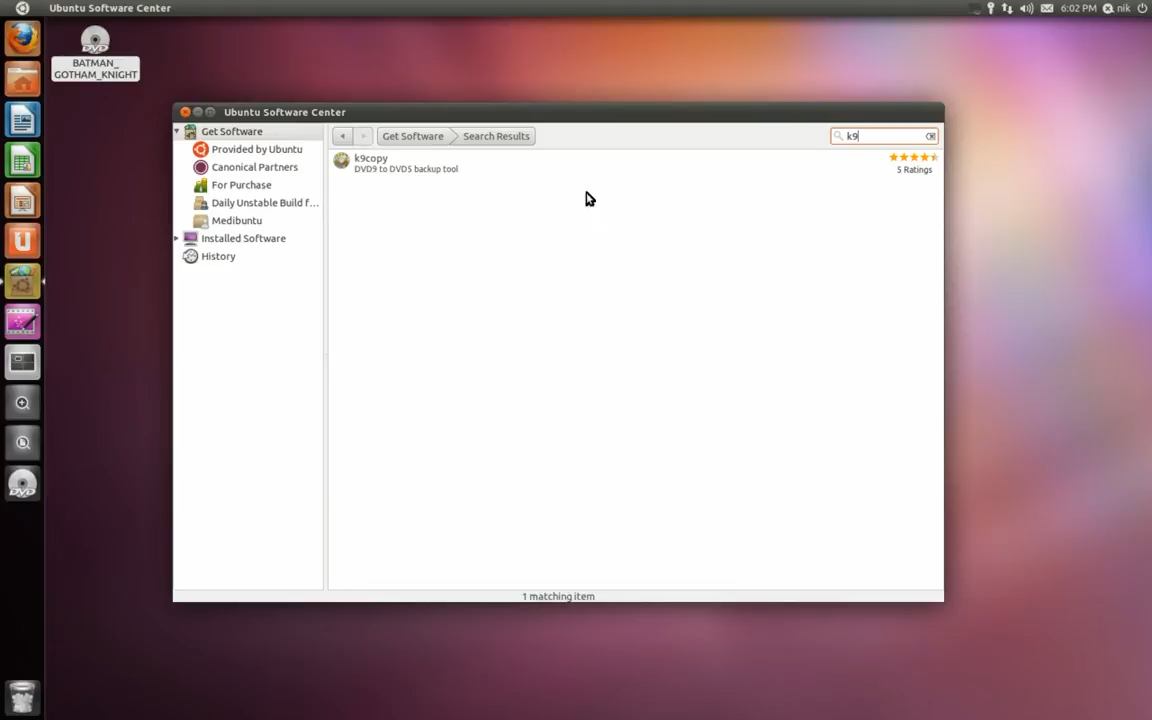 Ubuntu Software Center
6:02 PM nik
DVD
BATMAN_
GOTHAM_KNIGHT
Ubuntu Software Center
Get Software
Provided by Ubuntu
Canonical Partners
For Purchase
Daily Unstable Build f...
Medibuntu
Installed Software
History
Get Software Search Results
k9
k9copy
DVD9 to DVD5 backup tool
5 Ratings
1 matching item
DVD